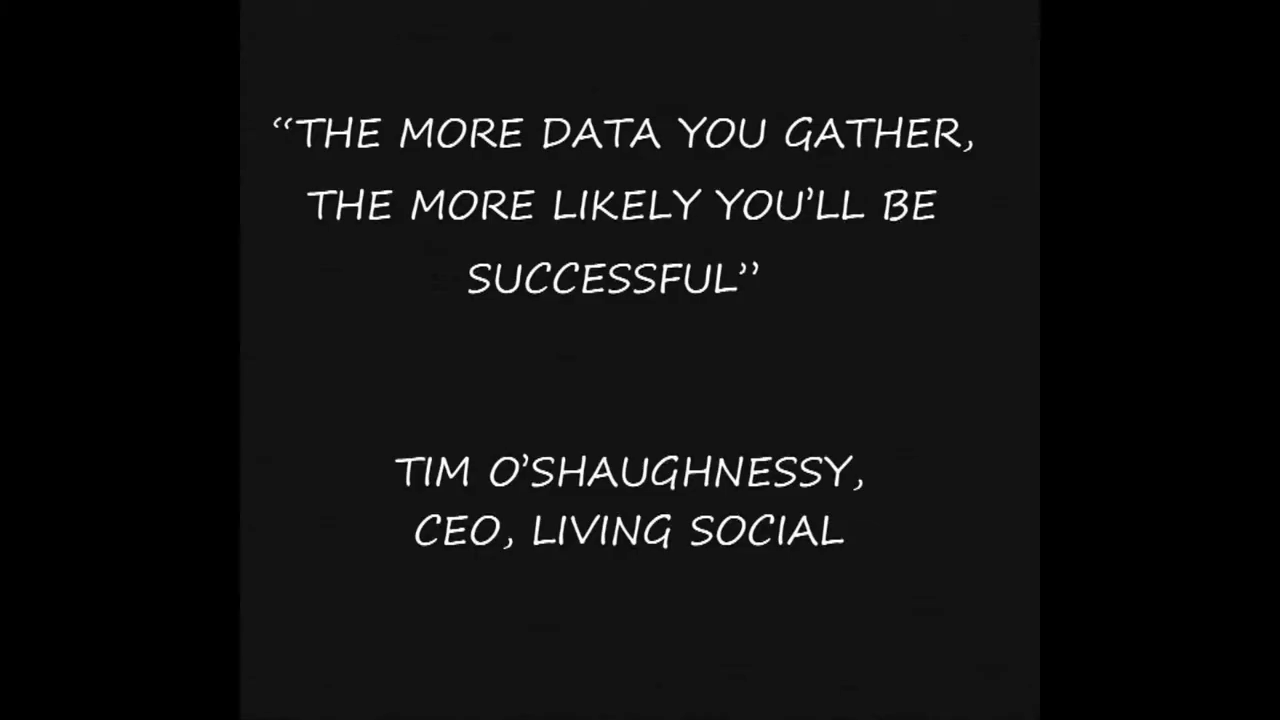 “THE MORE DATA YOU GATHER,
THE MORE LIKELY YOU’LL BE
SUCCESSFUL”
TIM O’SHAUGHNESSY,
CEO, LIVING SOCIAL